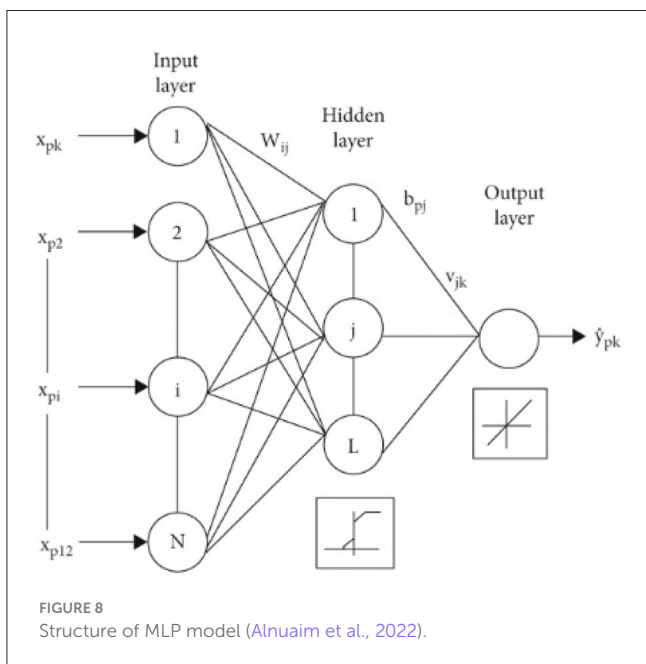 Input
layer
Hidden
layer
Output
layer
x_pk
1
W_ij
x_p2
2
1
b_pj
v_jk
x_pi
i
j
ŷ_pk
L
x_p12
N
FIGURE 8
Structure of MLP model (Alnuaim et al., 2022).